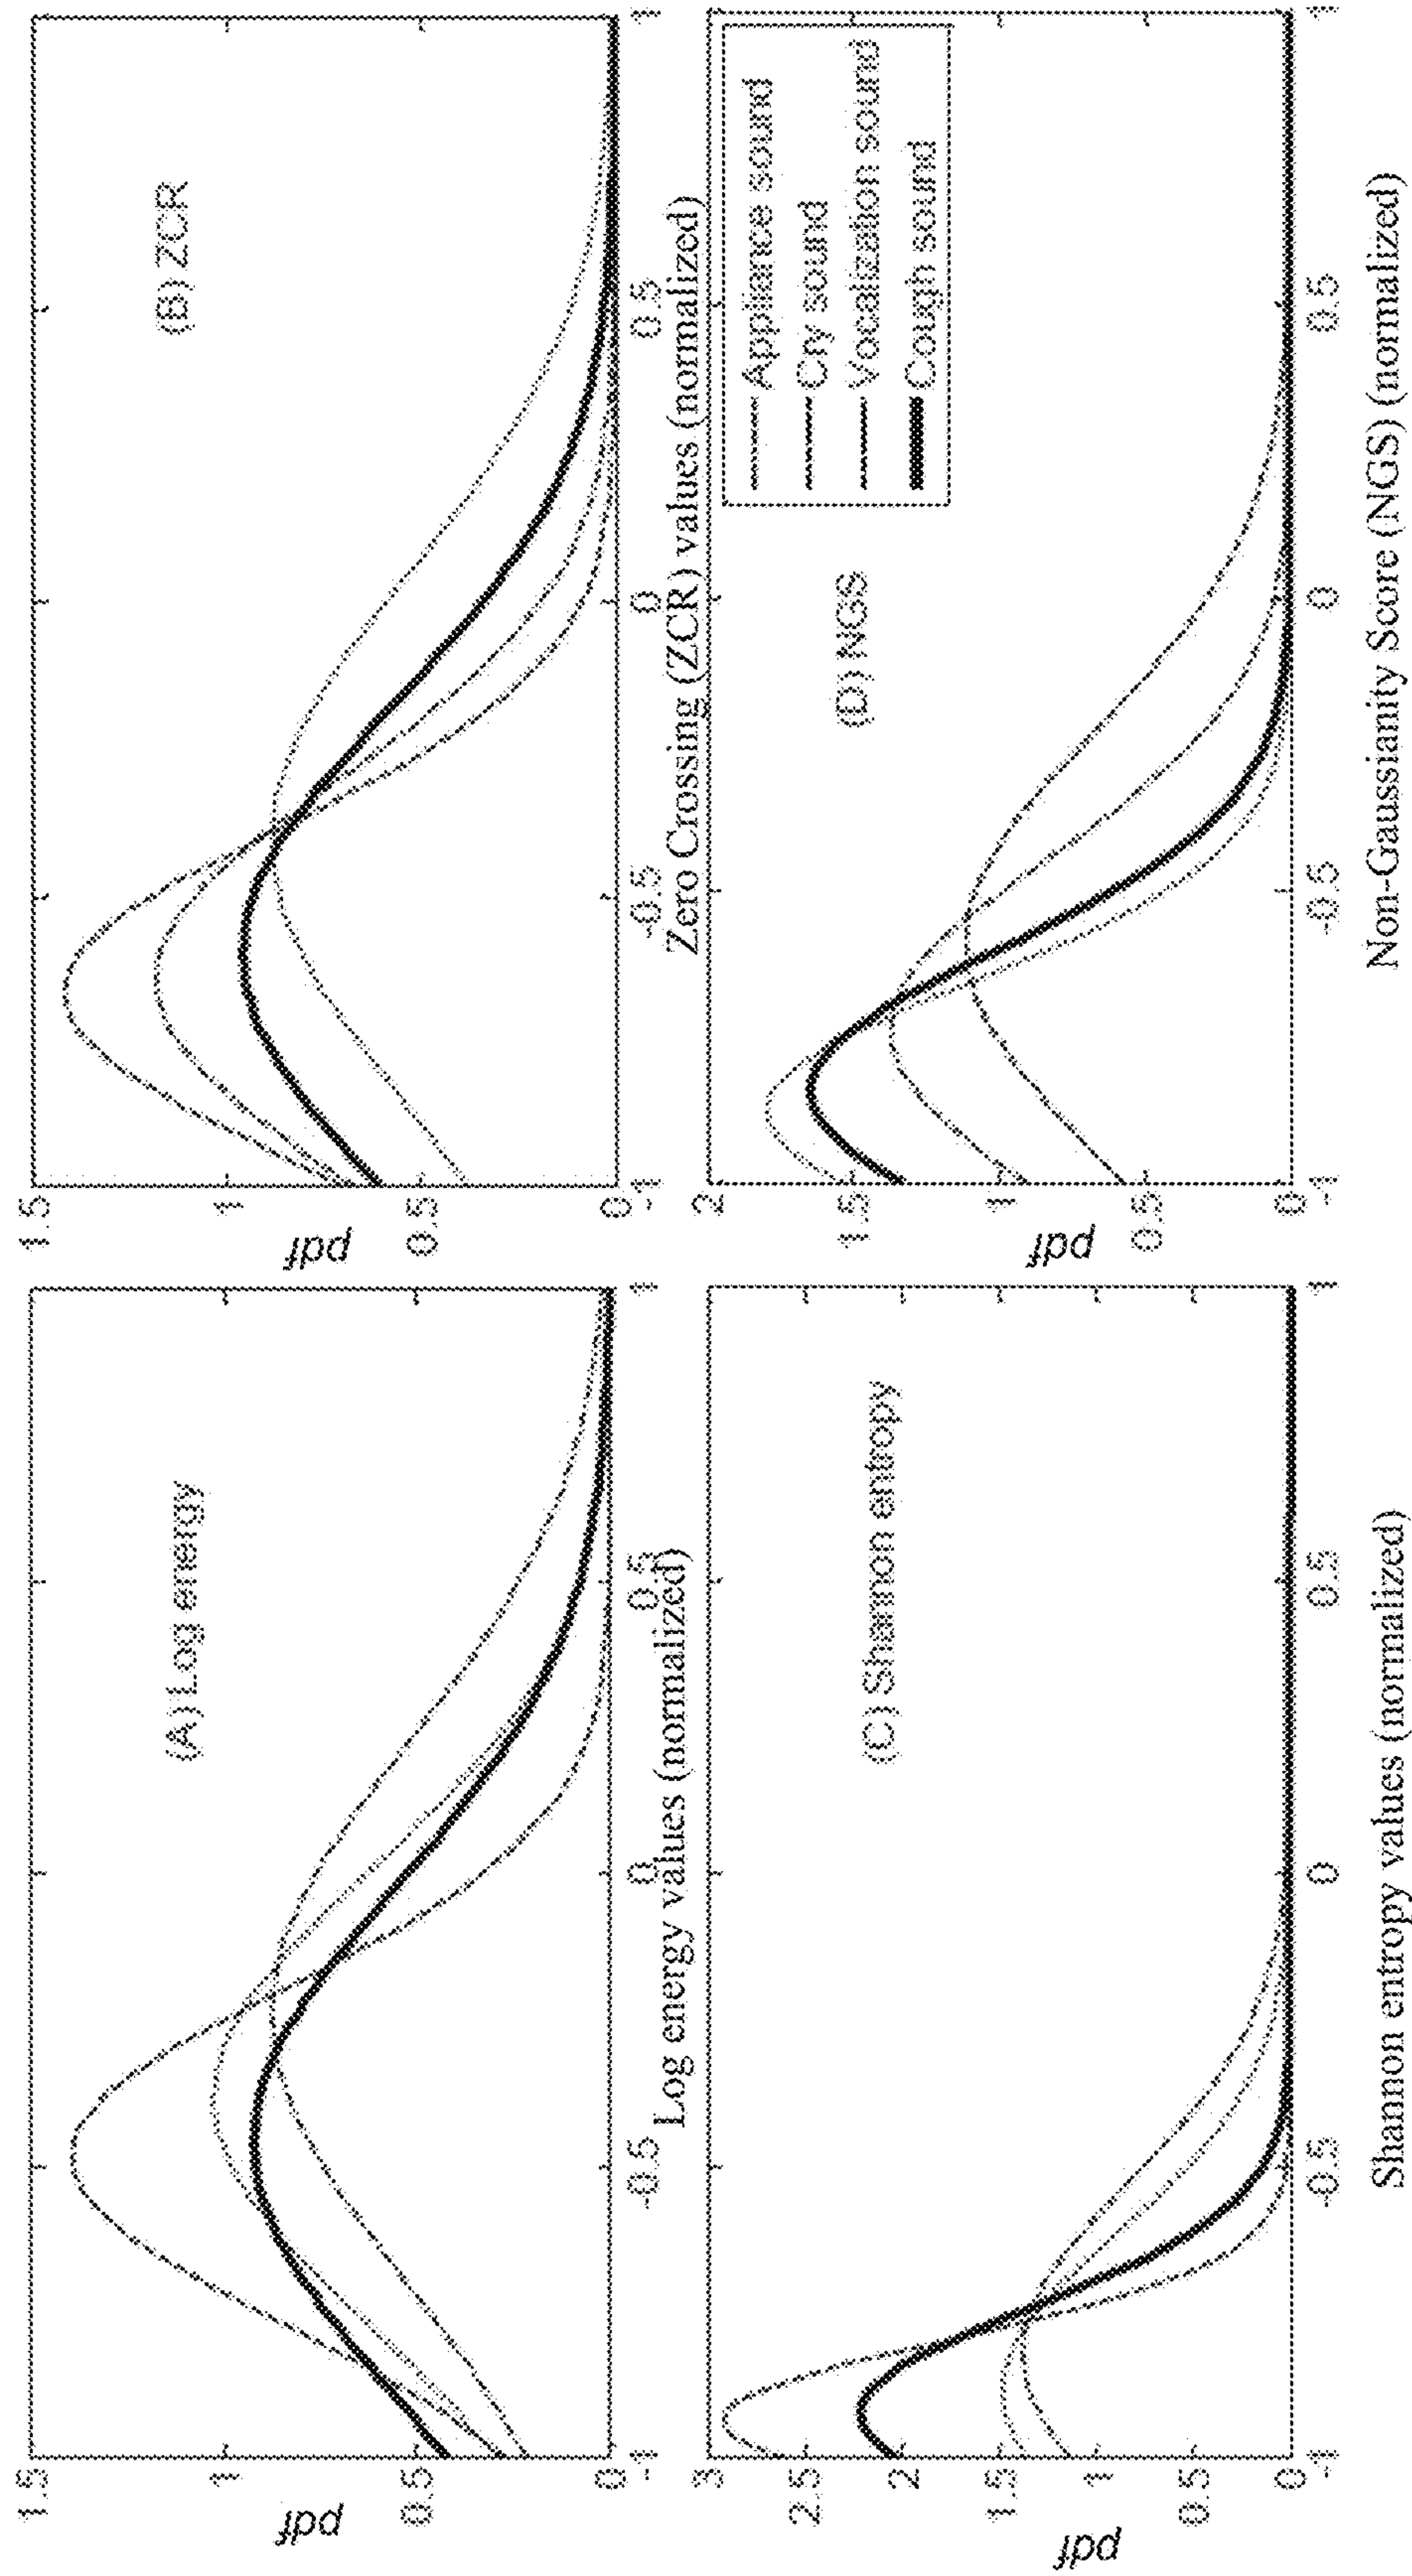 1.5
1
0.5
0
pdf
(A) Log energy
-1
-0.5
0
0.5
1
Log energy values (normalized)
1.5
1
0.5
0
pdf
(B) ZCR
-1
-0.5
0
0.5
1
Zero Crossing (ZCR) values (normalized)
3
2.5
2
1.5
1
0.5
0
pdf
(C) Shannon entropy
-1
-0.5
0
0.5
1
Shannon entropy values (normalized)
2
1.5
1
0.5
0
pdf
(D) NGS
Appliance sound
Cry sound
Vocalization sound
Cough sound
-1
-0.5
0
0.5
1
Non-Gaussianity Score (NGS) (normalized)